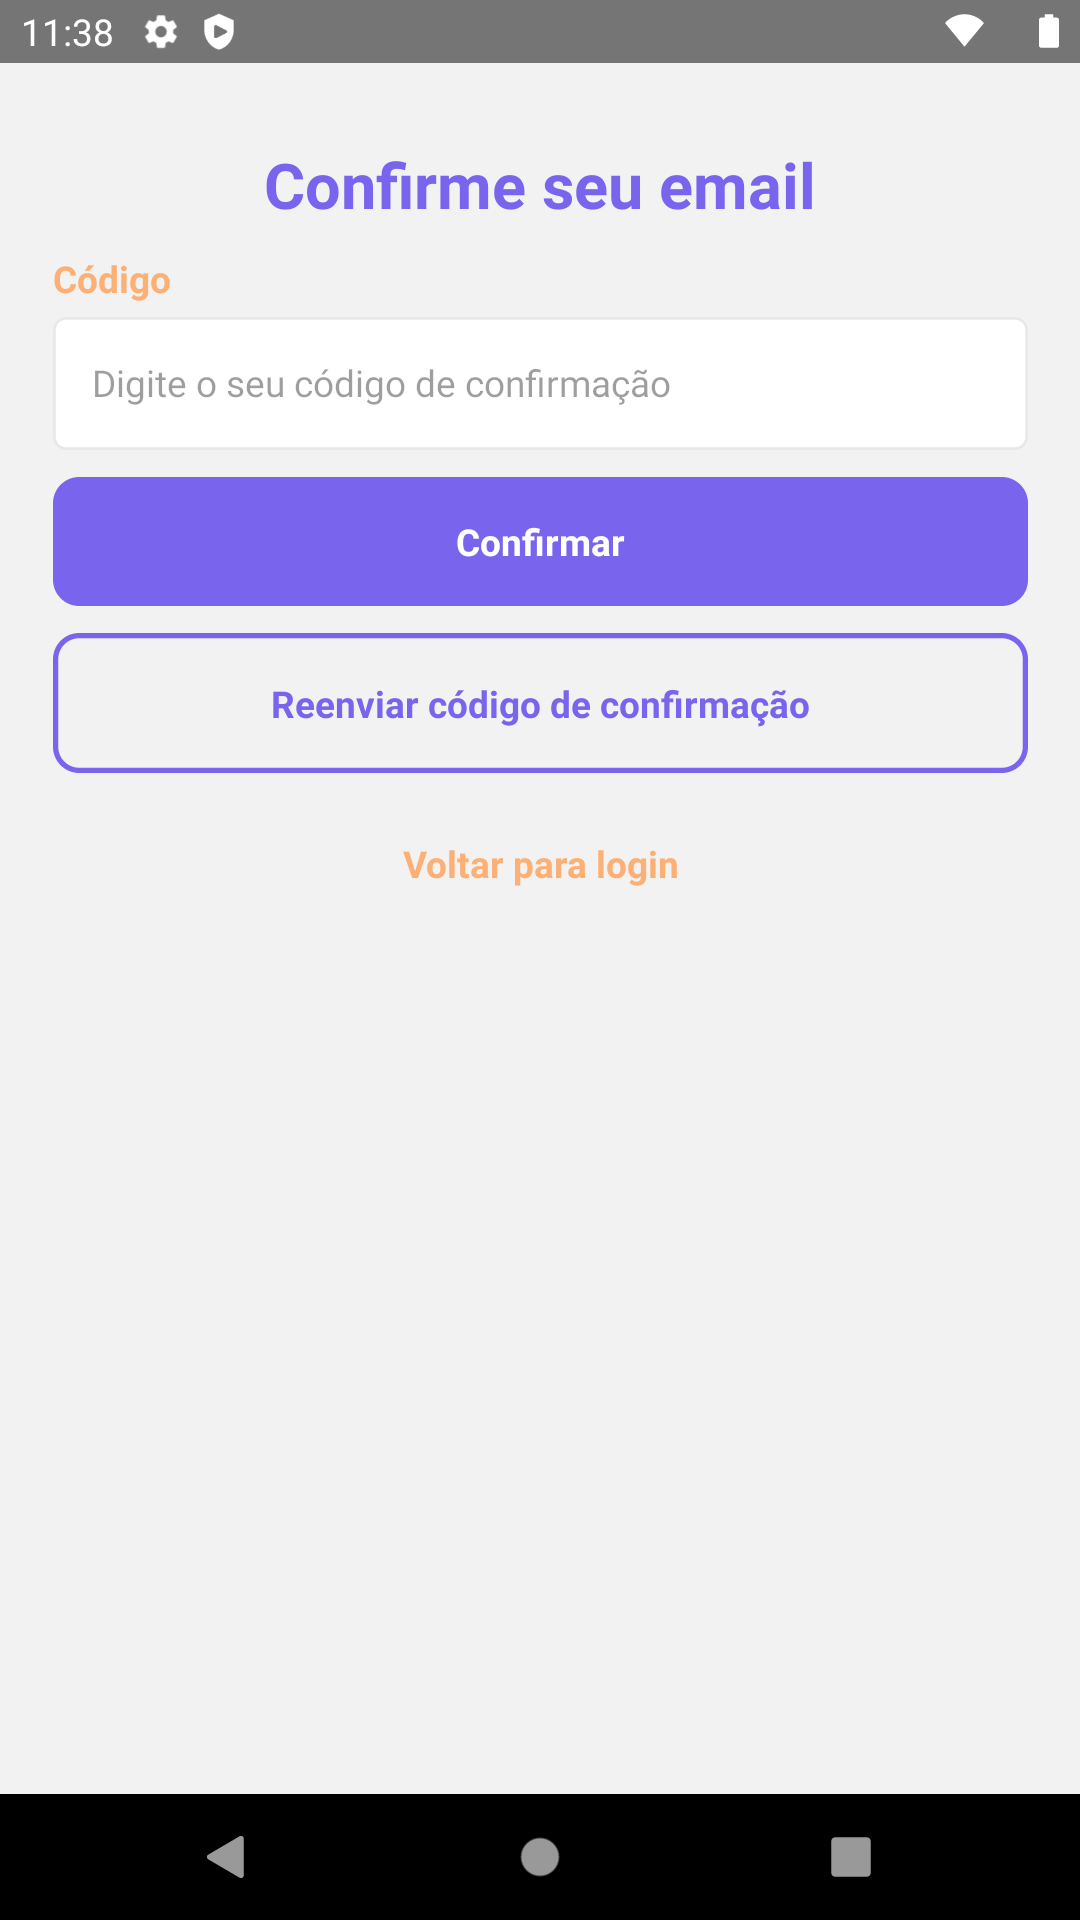 11:38
Confirme seu email
Código
Digite o seu código de confirmação
Confirmar
Reenviar código de confirmação
Voltar para login